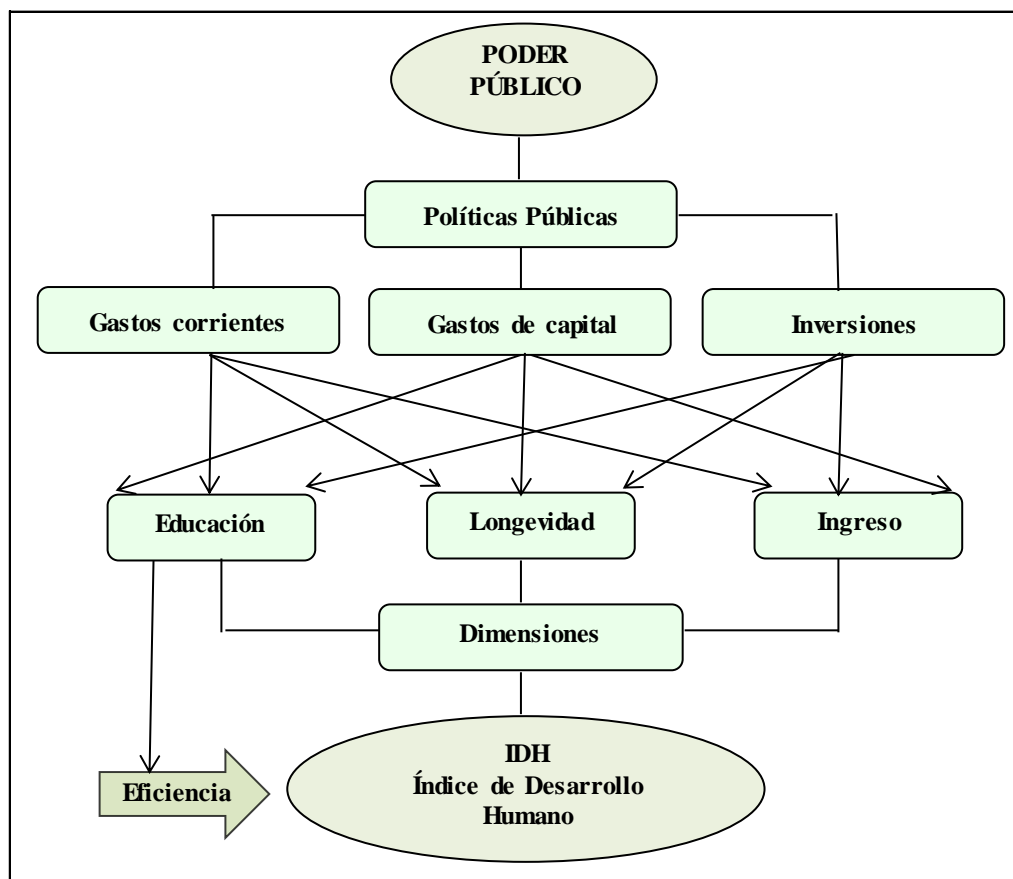 PODER
PÚBLICO
Políticas Públicas
Gastos corrientes
Gastos de capital
Inversiones
Educación
Longevidad
Ingreso
Dimensiones
IDH
Índice de Desarrollo
Humano
Eficiencia